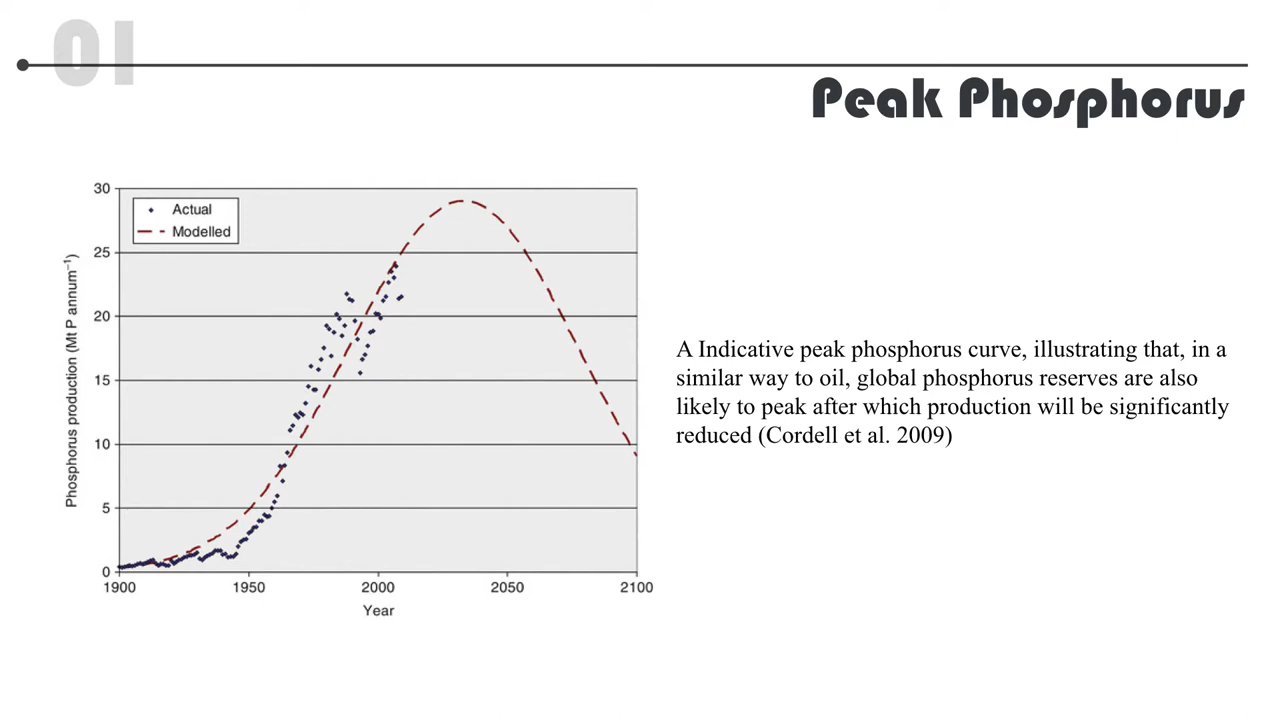 01
Peak Phosphorus
30
25
20
15
10
5
0
Phosphorus production (Mt P annum⁻¹)
Actual
Modelled
1900 1950 2000 2050 2100
Year
A Indicative peak phosphorus curve, illustrating that, in a
similar way to oil, global phosphorus reserves are also
likely to peak after which production will be significantly
reduced (Cordell et al. 2009)